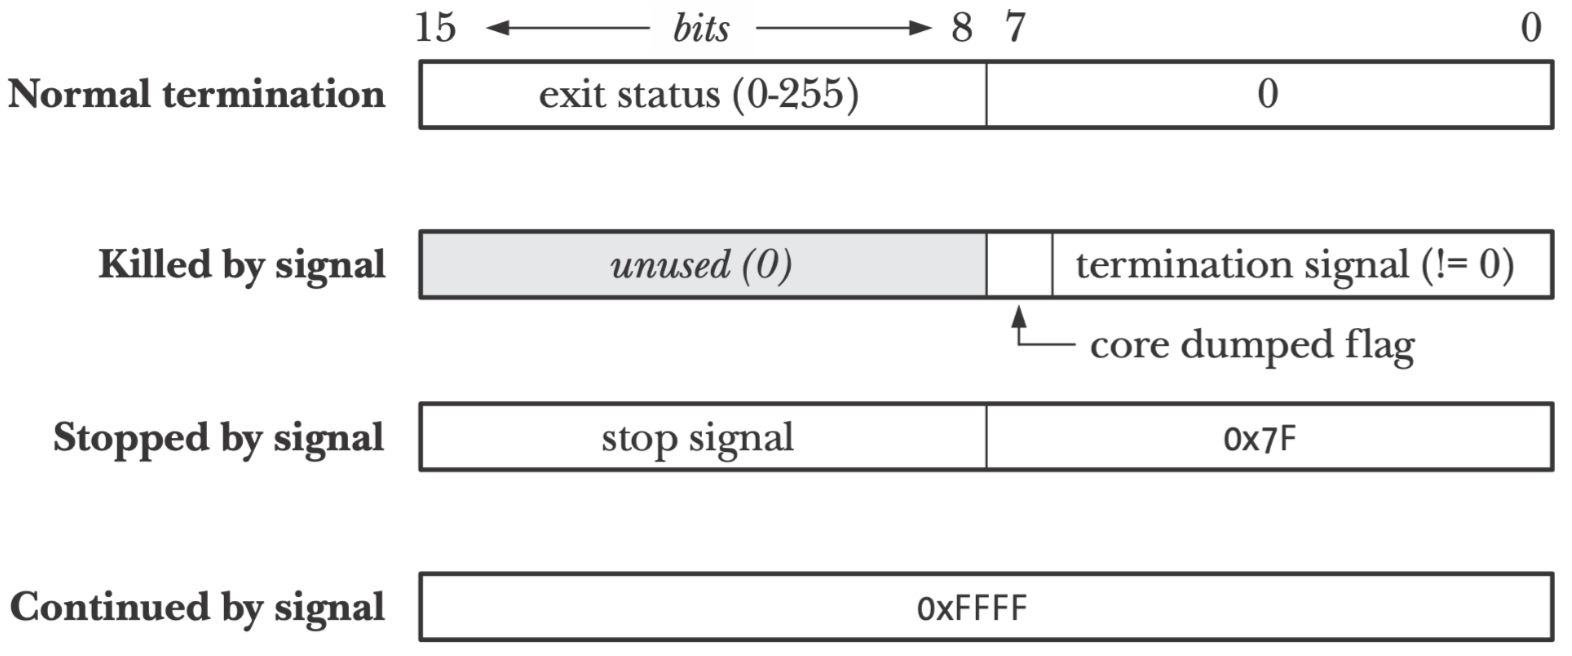 15 bits 8 7 0
Normal termination exit status (0-255) 0
Killed by signal unused (0) termination signal (!= 0)
core dumped flag
Stopped by signal stop signal 0x7F
Continued by signal 0xFFFF